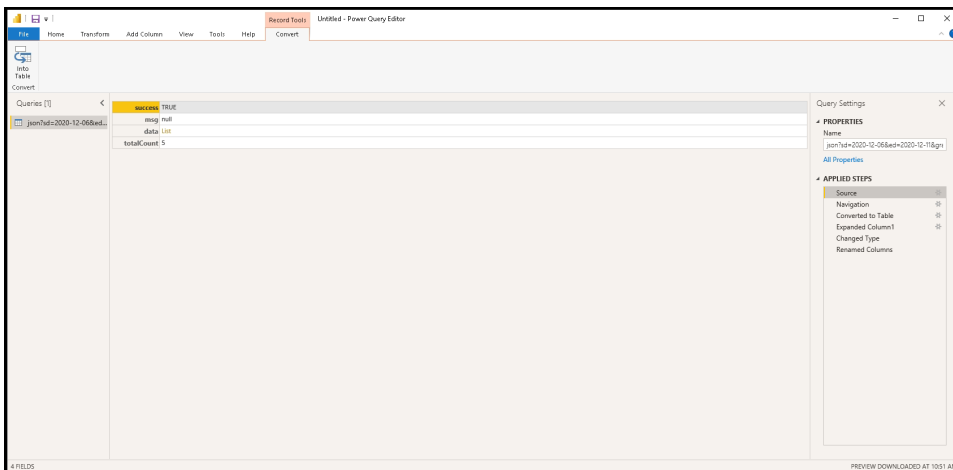 Record Tools
Untitled - Power Query Editor
File Home Transform Add Column View Tools Help Convert
Into
Table
Convert
Queries [1]
json?sd=2020-12-06&ed...
success TRUE
msg null
data List
totalCount 5
Query Settings
PROPERTIES
Name
json?sd=2020-12-06&ed=2020-12-11&gr
All Properties
APPLIED STEPS
Source
Navigation
Converted to Table
Expanded Column1
Changed Type
Renamed Columns
4 FIELDS
PREVIEW DOWNLOADED AT 10:51 A